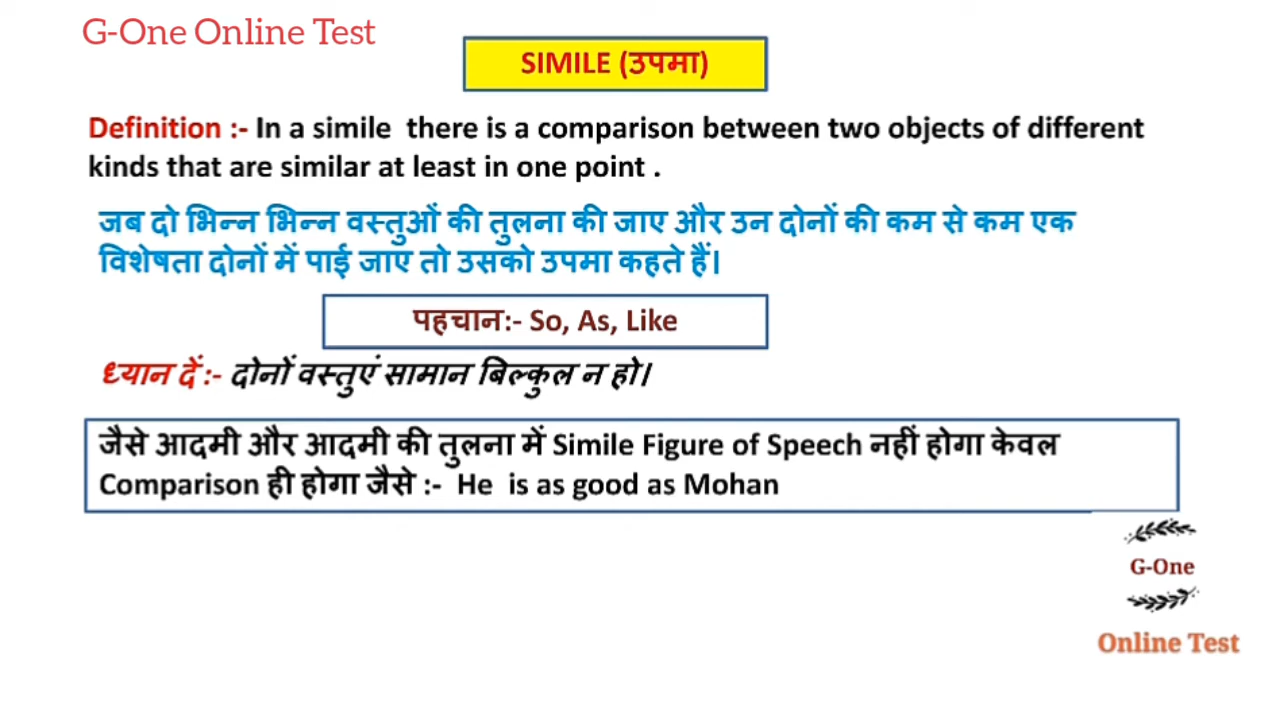 G-One Online Test
SIMILE (उपमा)
Definition :- In a simile there is a comparison between two objects of different
kinds that are similar at least in one point .
जब दो भिन्न भिन्न वस्तुओं की तुलना की जाए और उन दोनों की कम से कम एक
विशेषता दोनों में पाई जाए तो उसको उपमा कहते हैं।
पहचान:- So, As, Like
ध्यान दें :- दोनों वस्तुएं सामान बिल्कुल न हो।
जैसे आदमी और आदमी की तुलना में Simile Figure of Speech नहीं होगा केवल
Comparison ही होगा जैसे :- He is as good as Mohan
G-One
Online Test